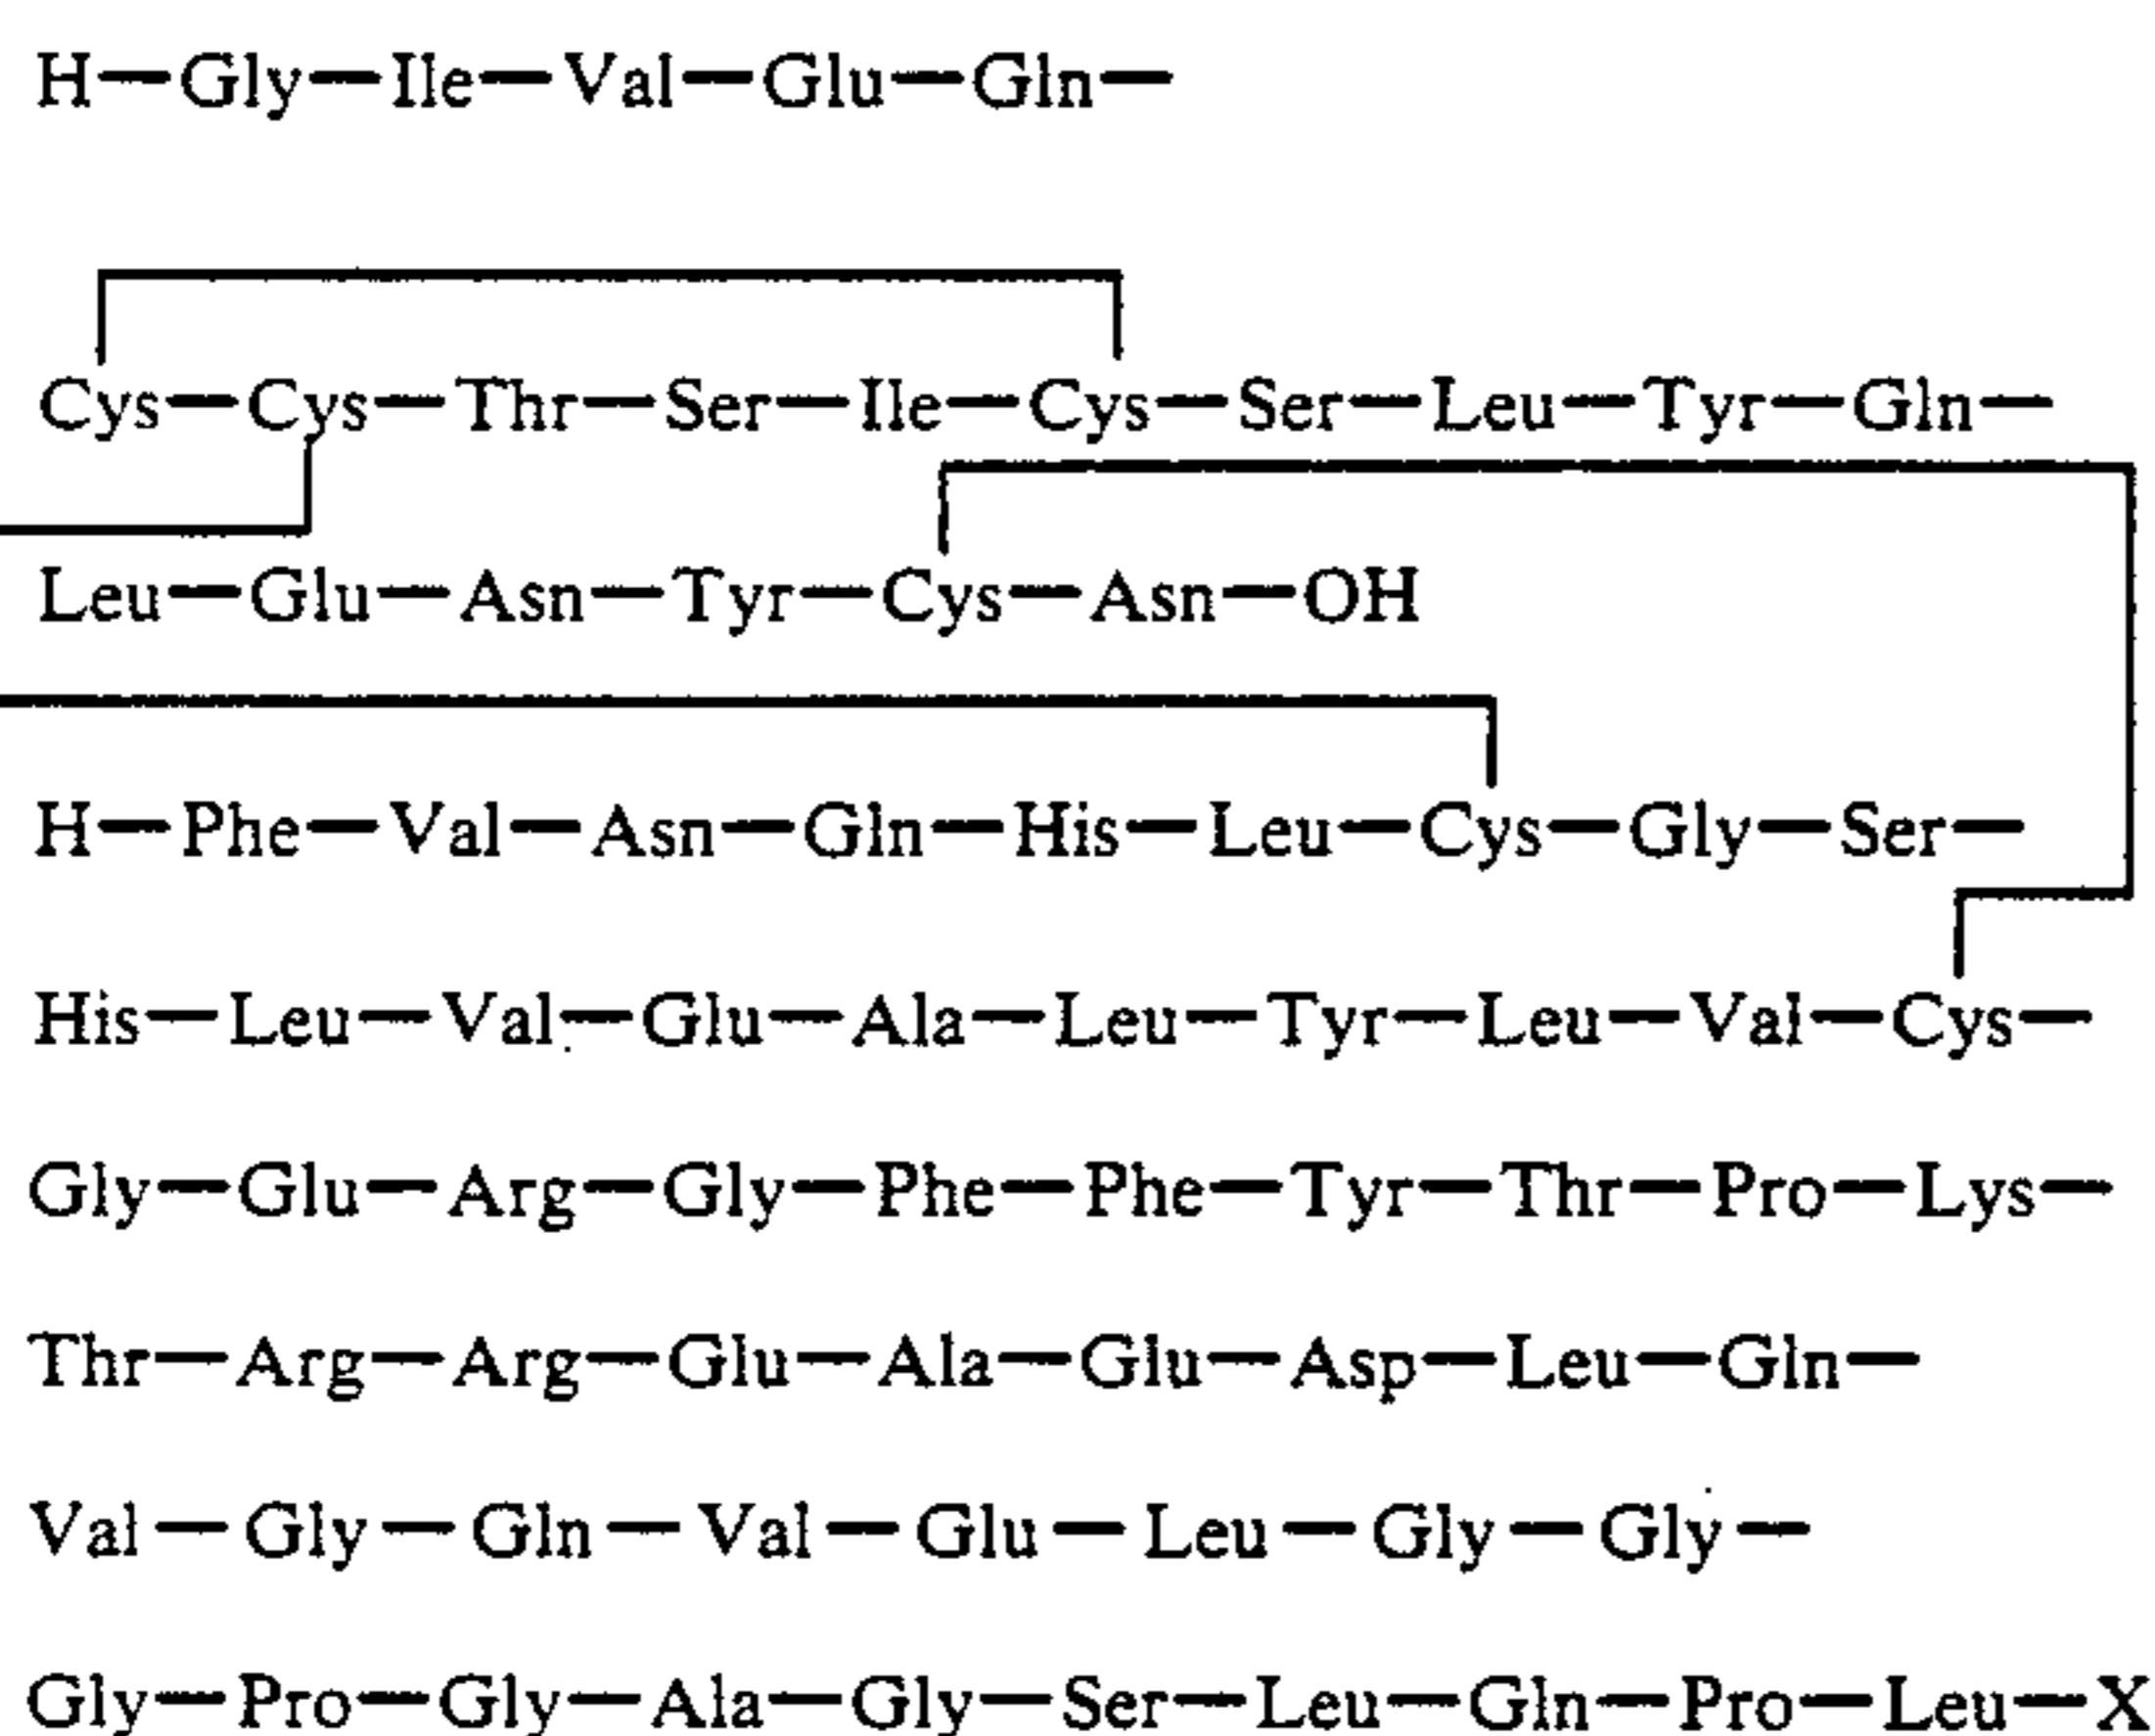 H—Gly—Ile—Val—Glu—Gln—
Cys—Cys—Thr—Ser—Ile—Cys—Ser—Leu—Tyr—Gln—
Leu—Glu—Asn—Tyr—Cys—Asn—OH
H—Phe—Val—Asn—Gln—His—Leu—Cys—Gly—Ser—
His—Leu—Val—Glu—Ala—Leu—Tyr—Leu—Val—Cys—
Gly—Glu—Arg—Gly—Phe—Phe—Tyr—Thr—Pro—Lys—
Thr—Arg—Arg—Glu—Ala—Glu—Asp—Leu—Gln—
Val—Gly—Gln—Val—Glu—Leu—Gly—Gly—
Gly—Pro—Gly—Ala—Gly—Ser—Leu—Gln—Pro—Leu—X